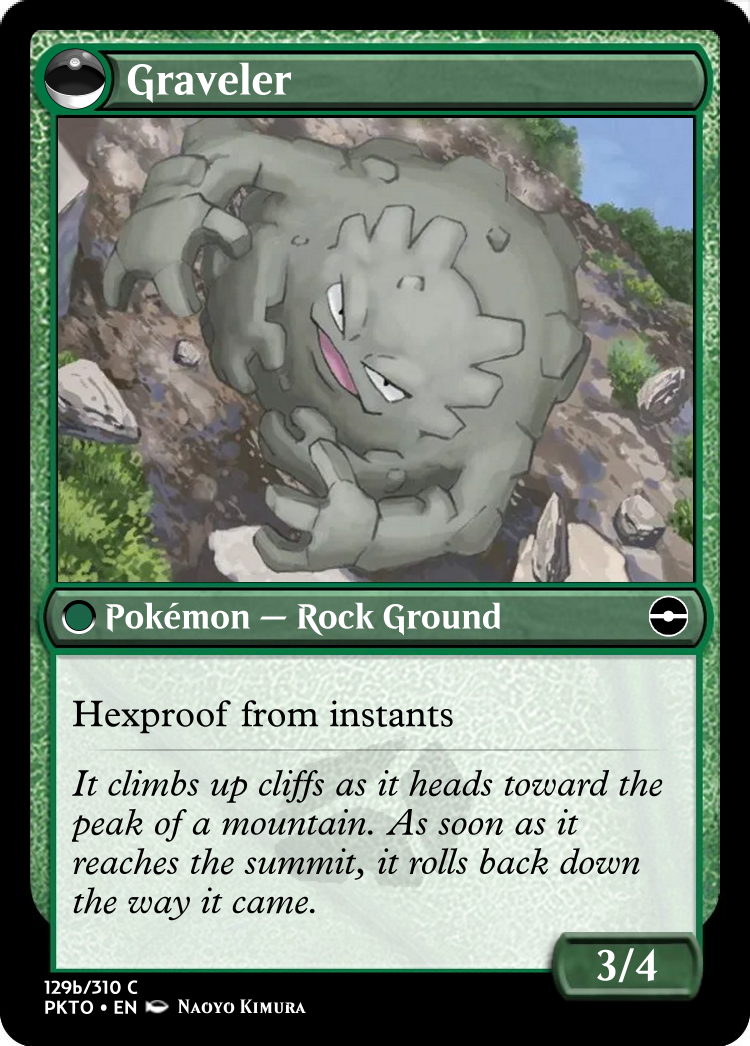 Graveler
Pokémon — Rock Ground
Hexproof from instants
It climbs up cliffs as it heads toward the
peak of a mountain. As soon as it
reaches the summit, it rolls back down
the way it came.
3/4
129b/310 C
PKTO • EN Naoyo Kimura